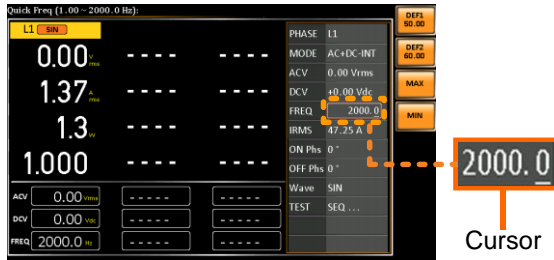 Quick Freq (1.00~2000.0 Hz):
L1 SIN
0.00 Vrms ---- ----
1.37 Arms ---- ----
1.3 W ---- ----
1.000 ---- ----
ACV 0.00 Vrms ----- -----
DCV 0.00 Vdc ----- -----
FREQ 2000.0 Hz ----- -----
PHASE L1
MODE AC+DC-INT
ACV 0.00 Vrms
DCV +0.00 Vdc
FREQ 2000.0
IRMS 47.25 A
ON Phs 0°
OFF Phs 0°
Wave SIN
TEST SEQ ...
DEF1
50.00
DEF2
60.00
MAX
MIN
2000.0
Cursor